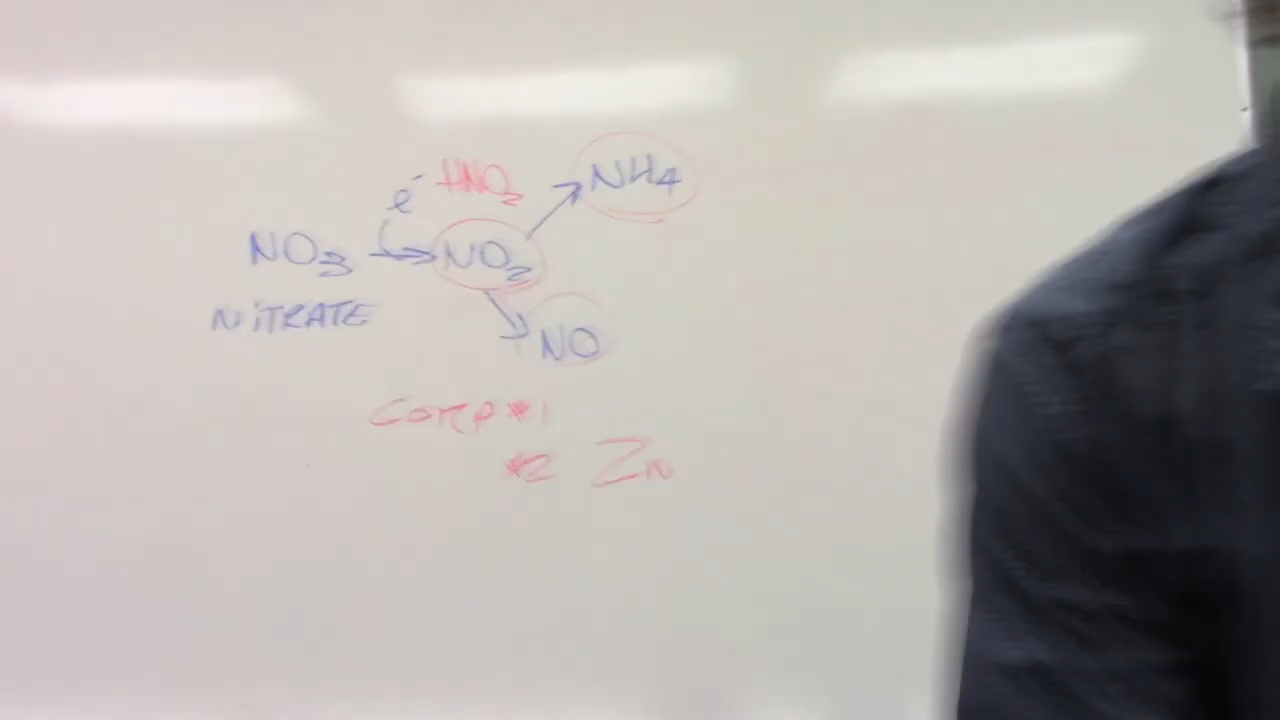 HNO2
NH4
e-
NO3 → NO2
NITRATE
NO
COMP *1
*2 Zn